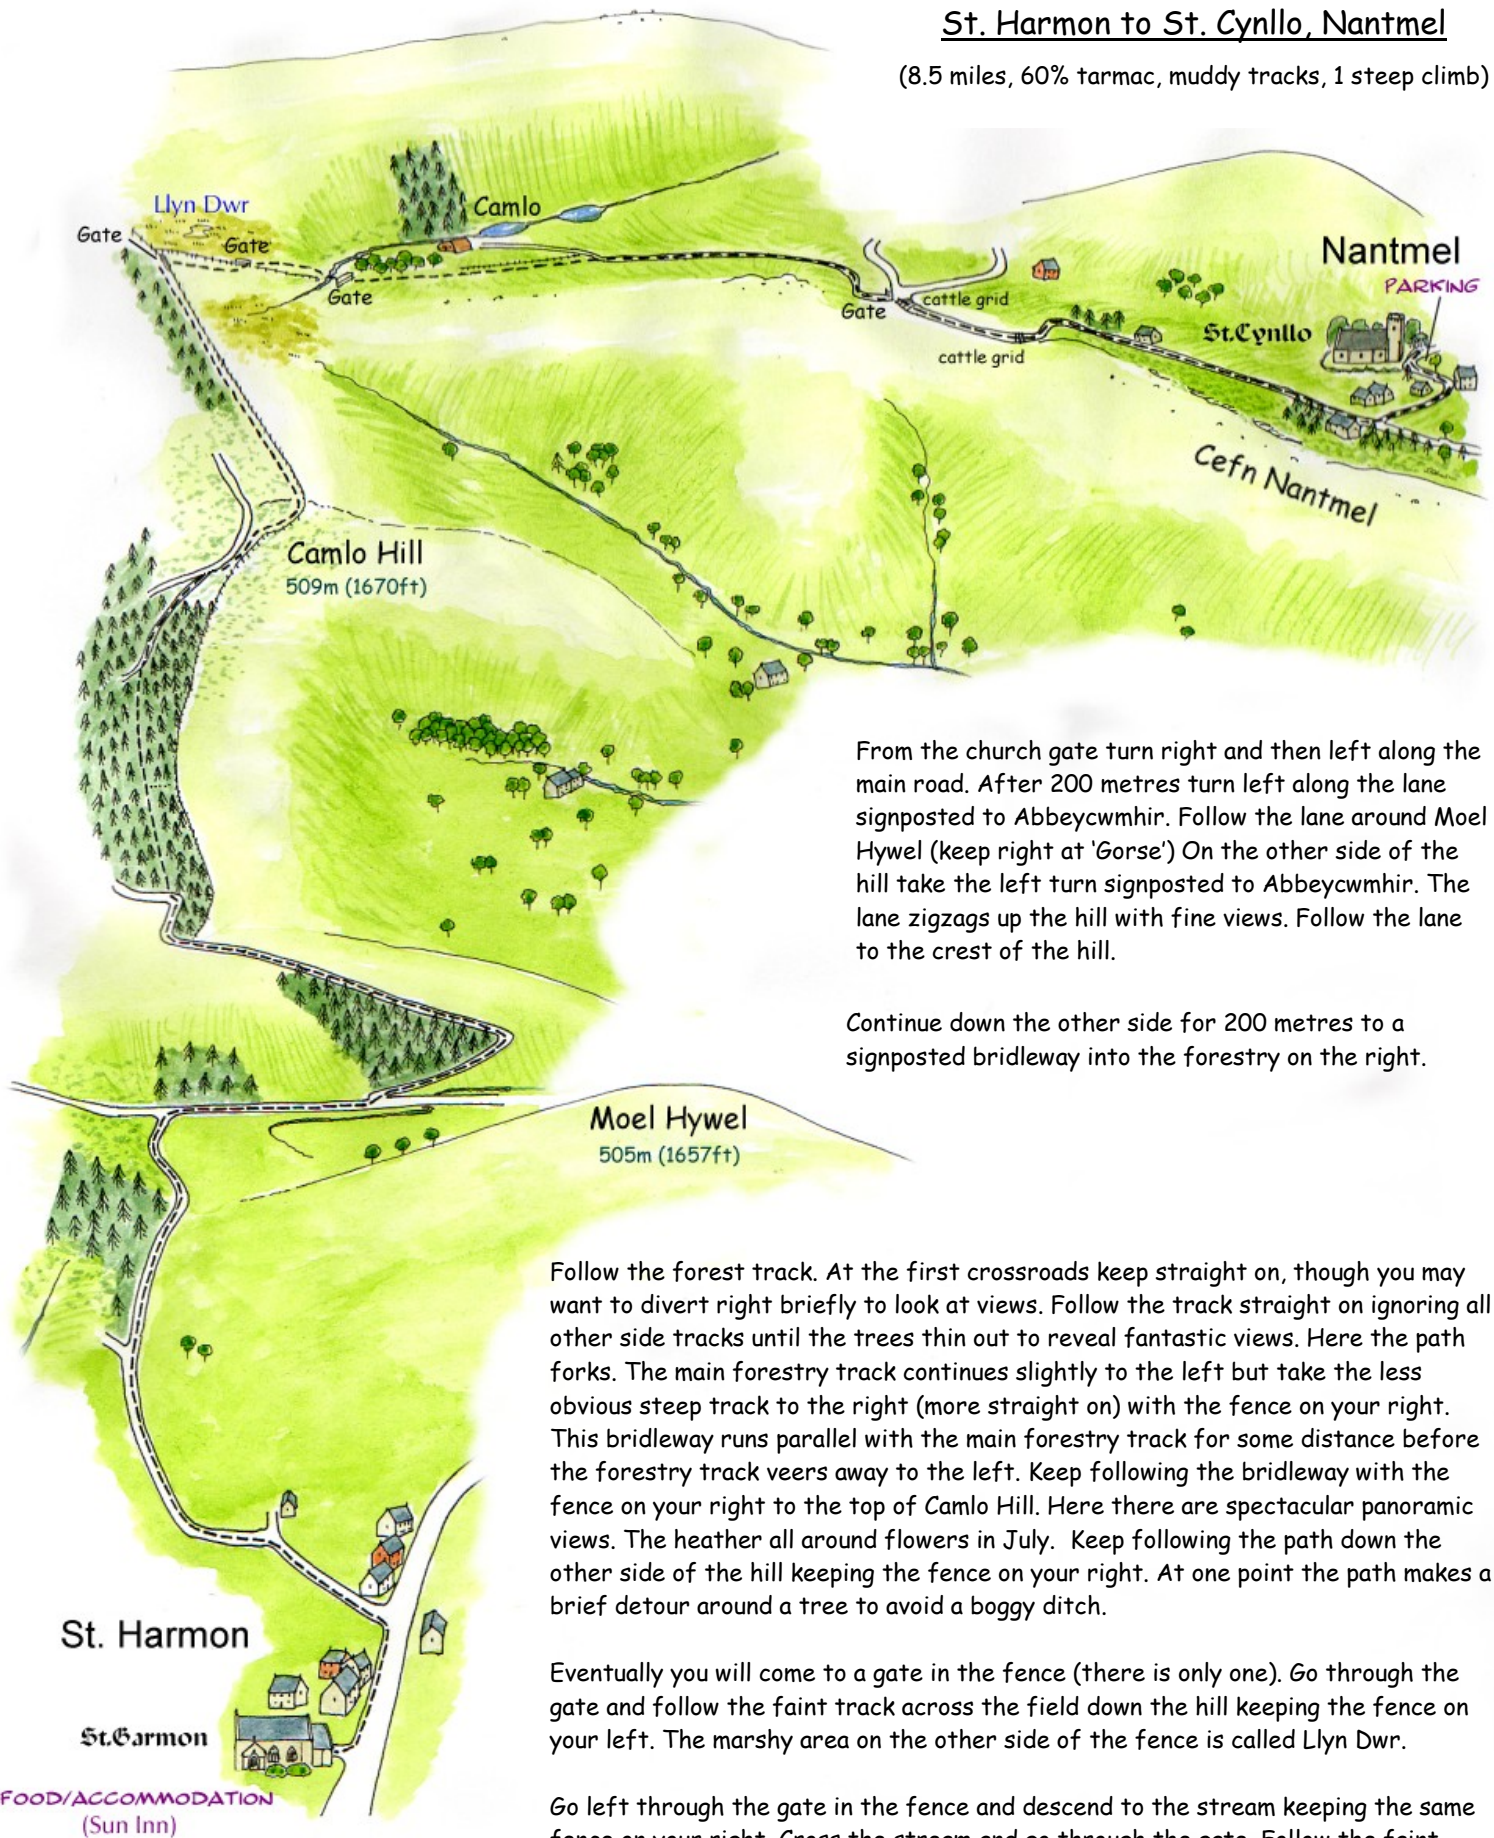 St. Harmon to St. Cynllo, Nantmel
(8.5 miles, 60% tarmac, muddy tracks, 1 steep climb)
Llyn Dwr
Camlo
Gate
Gate
Gate
Gate
cattle grid
cattle grid
Nantmel
PARKING
St.Cynllo
Cefn Nantmel
Camlo Hill
509m (1670ft)
From the church gate turn right and then left along the
main road. After 200 metres turn left along the lane
signposted to Abbeycwmhir. Follow the lane around Moel
Hywel (keep right at ‘Gorse’) On the other side of the
hill take the left turn signposted to Abbeycwmhir. The
lane zigzags up the hill with fine views. Follow the lane
to the crest of the hill.
Continue down the other side for 200 metres to a
signposted bridleway into the forestry on the right.
Moel Hywel
505m (1657ft)
Follow the forest track. At the first crossroads keep straight on, though you may
want to divert right briefly to look at views. Follow the track straight on ignoring all
other side tracks until the trees thin out to reveal fantastic views. Here the path
forks. The main forestry track continues slightly to the left but take the less
obvious steep track to the right (more straight on) with the fence on your right.
This bridleway runs parallel with the main forestry track for some distance before
the forestry track veers away to the left. Keep following the bridleway with the
fence on your right to the top of Camlo Hill. Here there are spectacular panoramic
views. The heather all around flowers in July. Keep following the path down the
other side of the hill keeping the fence on your right. At one point the path makes a
brief detour around a tree to avoid a boggy ditch.
Eventually you will come to a gate in the fence (there is only one). Go through the
gate and follow the faint track across the field down the hill keeping the fence on
your left. The marshy area on the other side of the fence is called Llyn Dwr.
Go left through the gate in the fence and descend to the stream keeping the same
fence on your right. Cross the stream and go through the gate. Follow the faint
St. Harmon
St.Garmon
FOOD/ACCOMMODATION
(Sun Inn)